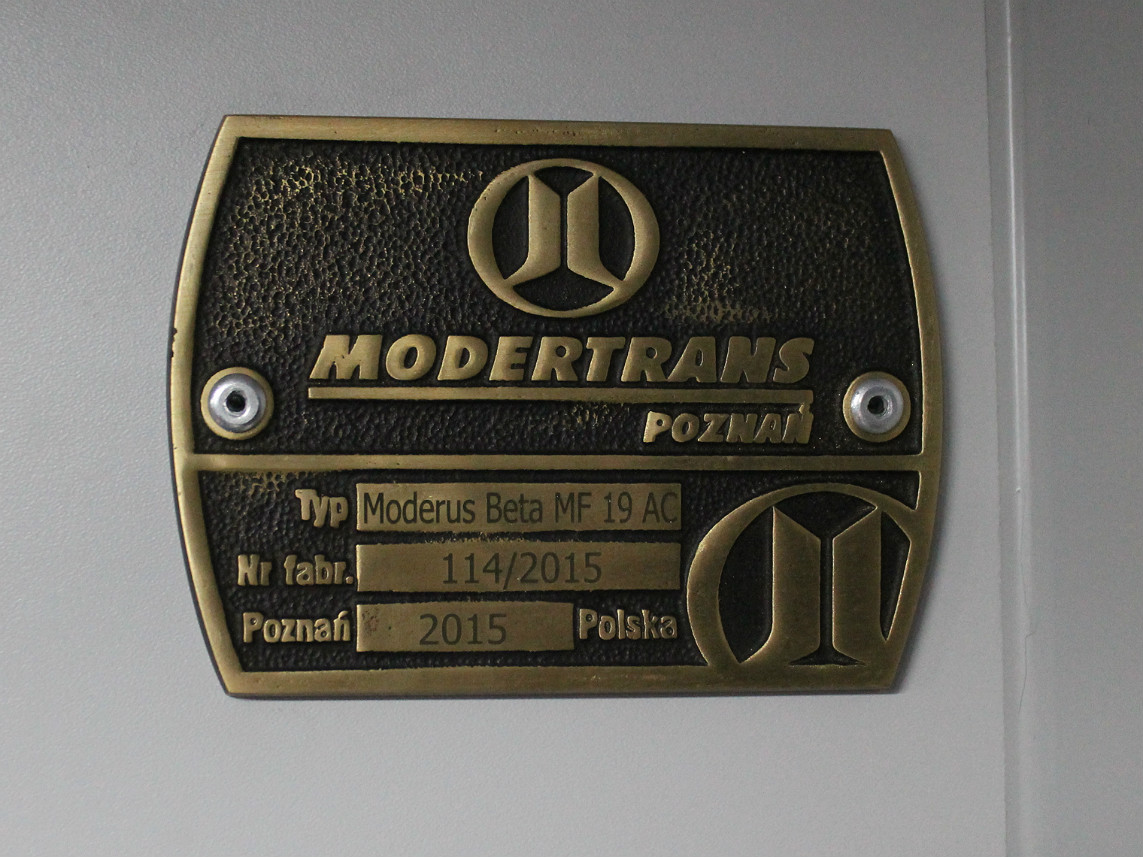 MODERTRANS
POZNAŃ
Typ Moderus Beta MF 19 AC
Nr fabr. 114/2015
Poznań 2015 Polska